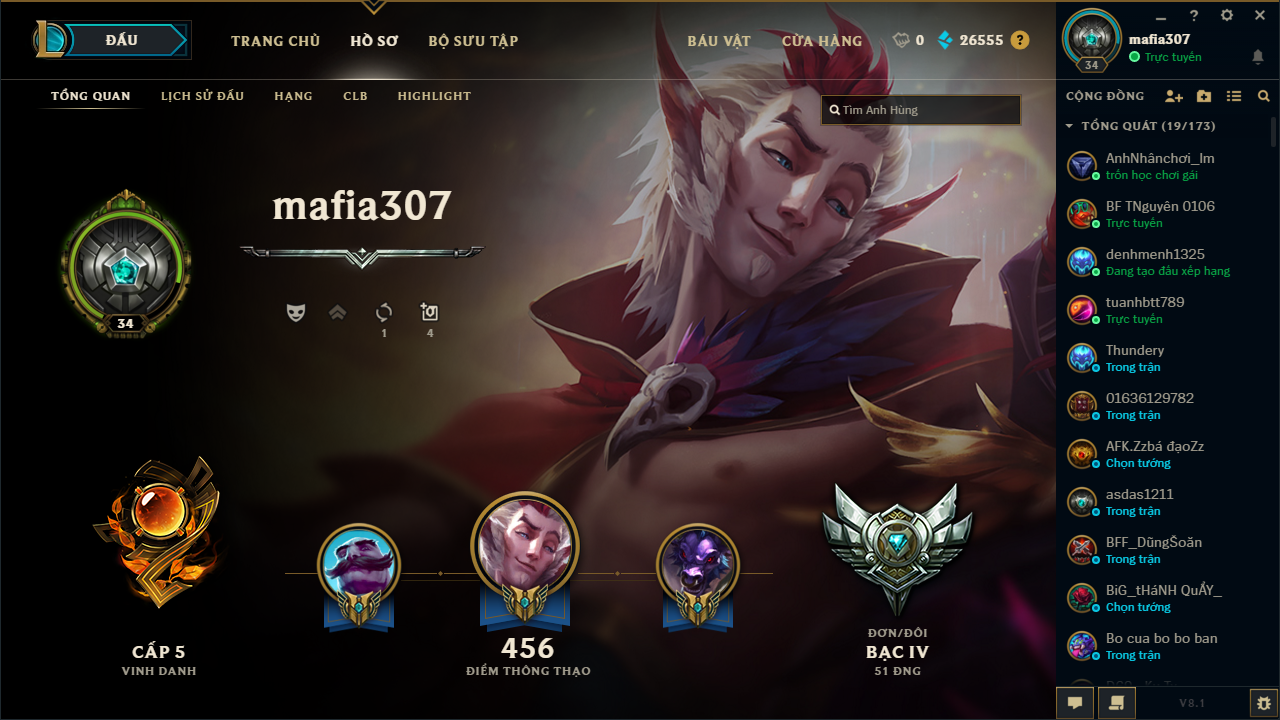 ĐẤU
TRANG CHỦ
HỒ SƠ
BỘ SƯU TẬP
BÁU VẬT
CỬA HÀNG
0
26555
?
TỔNG QUAN
LỊCH SỬ ĐẤU
HẠNG
CLB
HIGHLIGHT
Tìm Anh Hùng
mafia307
34
1
4
CẤP 5
VINH DANH
456
ĐIỂM THÔNG THẠO
ĐƠN/ĐÔI
BẠC IV
51 ĐNG
?
mafia307
Trực tuyến
34
CỘNG ĐỒNG
TỔNG QUÁT (19/173)
AnhNhânchơi_lm
trốn học chơi gái
BF TNguyên 0106
Trực tuyến
denhmenh1325
Đang tạo đấu xếp hạng
tuanhbtt789
Trực tuyến
Thundery
Trong trận
01636129782
Trong trận
AFK.Zzbá đạoZz
Chọn tướng
asdas1211
Trong trận
BFF_DũngŠoăn
Trong trận
BiG_tHáNH QuẨY_
Chọn tướng
Bo cua bo bo ban
Trong trận
V8.1